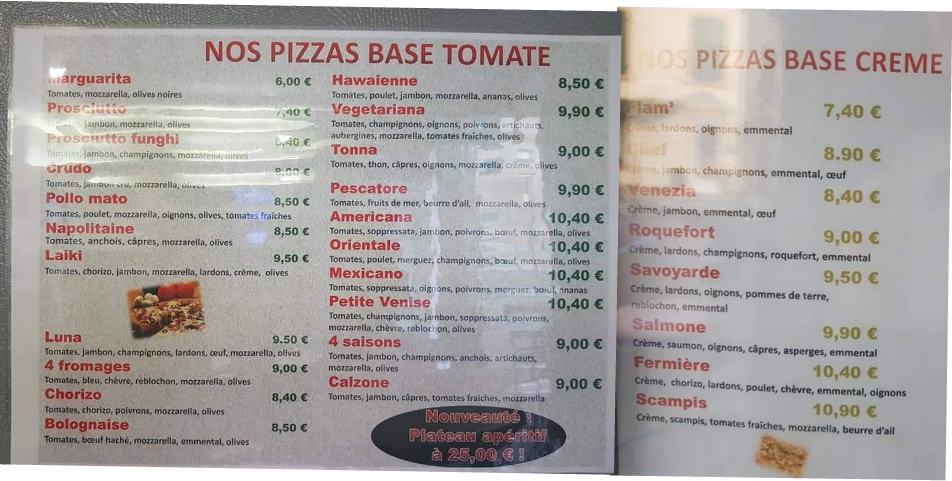 NOS PIZZAS BASE TOMATE
Marguarita 6,00 €
Tomates, mozzarella, olives noires
Prosciutto 7,40 €
jambon, mozzarella, olives
Prosciutto funghi 8,40 €
Tomates, jambon, champignons, mozzarella, olives
Crudo 9,00 €
Tomates, jambon cru, mozzarella, olives
Pollo mato 8,50 €
Tomates, poulet, mozzarella, oignons, olives, tomates fraîches
Napolitaine 8,50 €
Tomates, anchois, câpres, mozzarella, olives
Laiki 9,50 €
Tomates, chorizo, jambon, mozzarella, lardons, crème, olives
Luna 9.50 €
Tomates, jambon, champignons, lardons, œuf, mozzarella, olives
4 fromages 9,00 €
Tomates, bleu, chèvre, reblochon, mozzarella, olives
Chorizo 8,40 €
Tomates, chorizo, poivrons, mozzarella, olives
Bolognaise 8,50 €
Tomates, bœuf haché, mozzarella, emmental, olives
Hawaienne 8,50 €
Tomates, poulet, jambon, mozzarella, ananas, olives
Vegetariana 9,90 €
Tomates, champignons, oignons, poivrons, artichauts,
aubergines, mozzarella, tomates fraiches, olives
Tonna 9,00 €
Tomates, thon, câpres, oignons, mozzarella, crème, olives
Pescatore 9,90 €
Tomates, fruits de mer, beurre d'ail, mozzarella, olives
Americana 10,40 €
Tomates, soppressata, jambon, poivrons, bœuf, mozzarella, olives
Orientale 10,40 €
Tomates, poulet, merguez, champignons, bœuf, mozzarella, olives
Mexicano 10,40 €
Tomates, soppressata, oignons, poivrons, merguez, bœuf, ananas
Petite Venise 10,40 €
Tomates, champignons, jambon, soppressata, poivrons,
mozzarella, chèvre, reblochon, olives
4 saisons 9,00 €
Tomates, jambon, champignons, anchois, artichauts,
mozzarella, olives
Calzone 9,00 €
Tomates, jambon, câpres, tomates fraiches, mozzarella
Nouveauté :
Plateau apéritif
à 25,00 € !
NOS PIZZAS BASE CREME
Flam' 7,40 €
Crème, lardons, oignons, emmental
Chef 8.90 €
Crème, jambon, champignons, emmental, œuf
Venezia 8,40 €
Crème, jambon, emmental, œuf
Roquefort 9,00 €
Crème, lardons, champignons, roquefort, emmental
Savoyarde 9,50 €
Crème, lardons, oignons, pommes de terre,
reblochon, emmental
Salmone 9,90 €
Crème, saumon, oignons, câpres, asperges, emmental
Fermière 10,40 €
Crème, chorizo, lardons, poulet, chèvre, emmental, oignons
Scampis 10,90 €
Crème, scampis, tomates fraîches, mozzarella, beurre d'ail